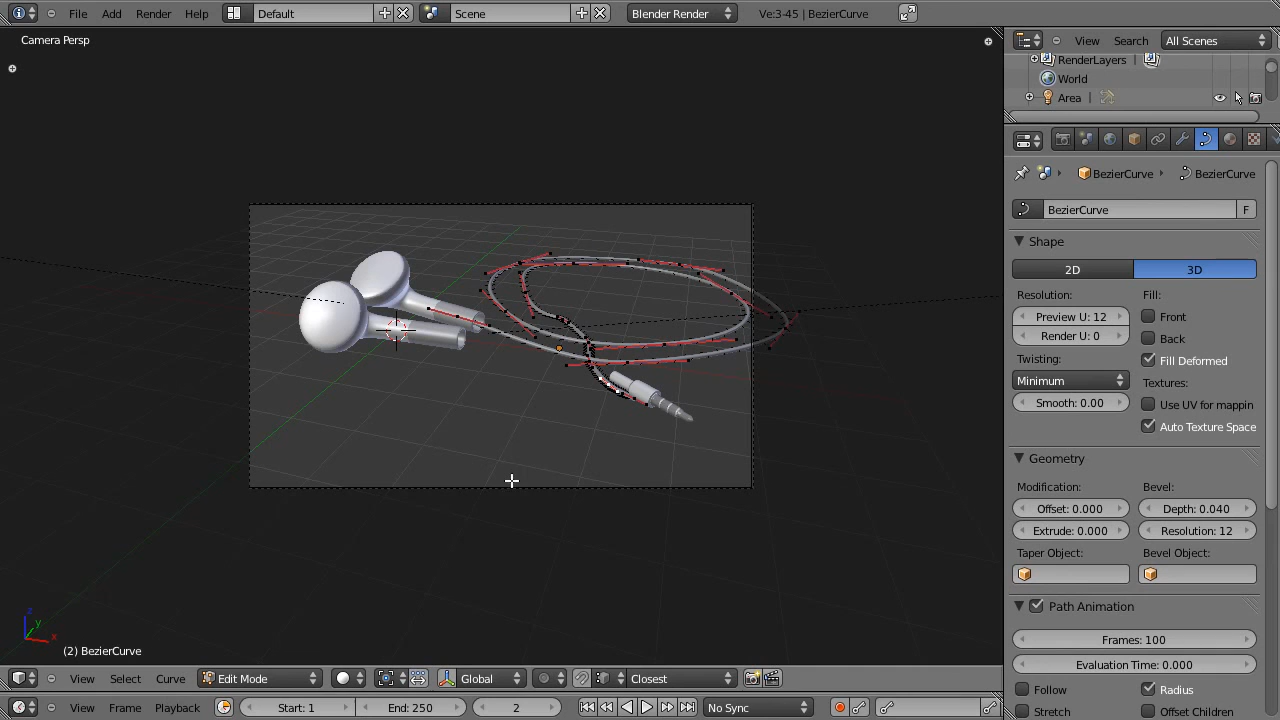 File Add Render Help Default Scene Blender Render Ve:3-45 | BezierCurve
Camera Persp
View Search All Scenes
RenderLayers |
World
Area |
BezierCurve BezierCurve
BezierCurve F
Shape
2D 3D
Resolution: Fill:
Preview U: 12 Front
Render U: 0 Back
Twisting: Fill Deformed
Minimum Textures:
Smooth: 0.00 Use UV for mappin
Auto Texture Space
Geometry
Modification: Bevel:
Offset: 0.000 Depth: 0.040
Extrude: 0.000 Resolution: 12
Taper Object: Bevel Object:
Path Animation
Frames: 100
Evaluation Time: 0.000
Follow Radius
Stretch Offset Children
z
y
x
(2) BezierCurve
View Select Curve Edit Mode Global Closest
View Frame Playback Start: 1 End: 250 2 No Sync